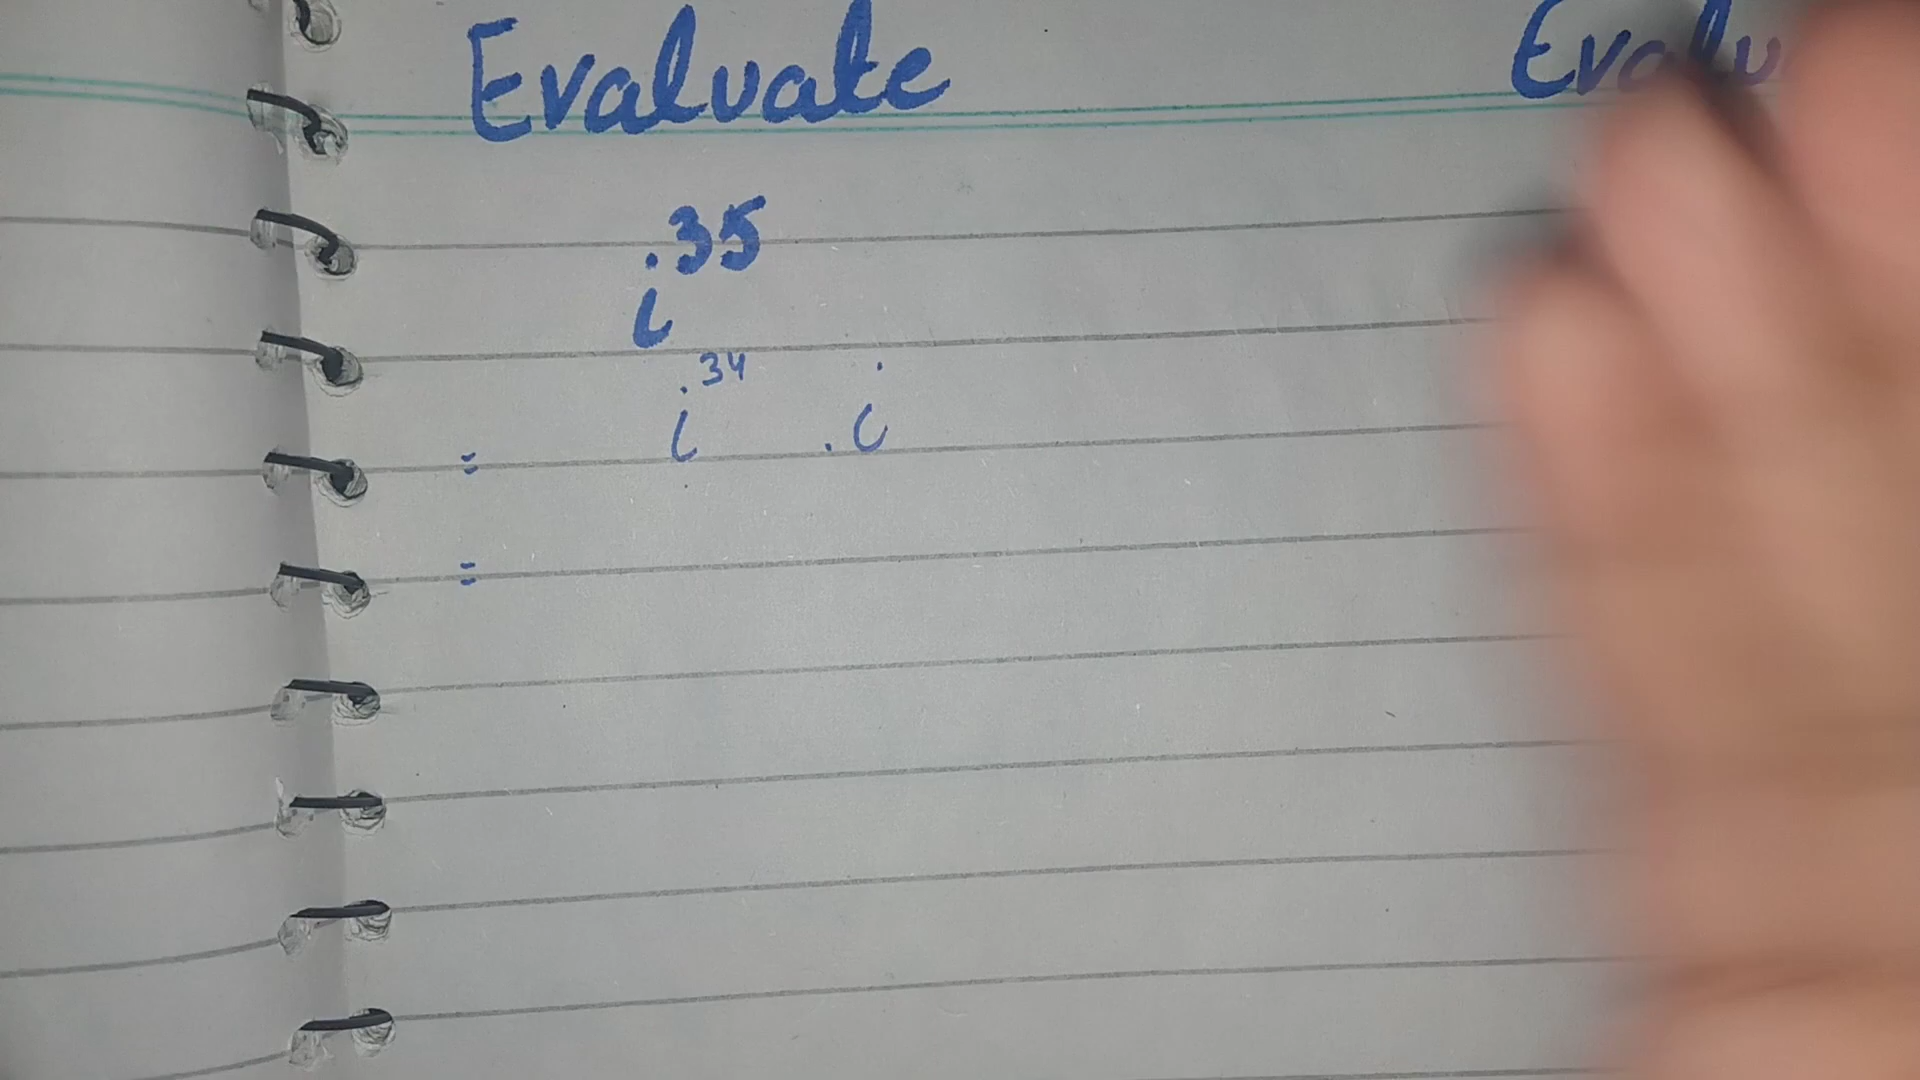 Evaluate
i^35
= i^34 . i
=